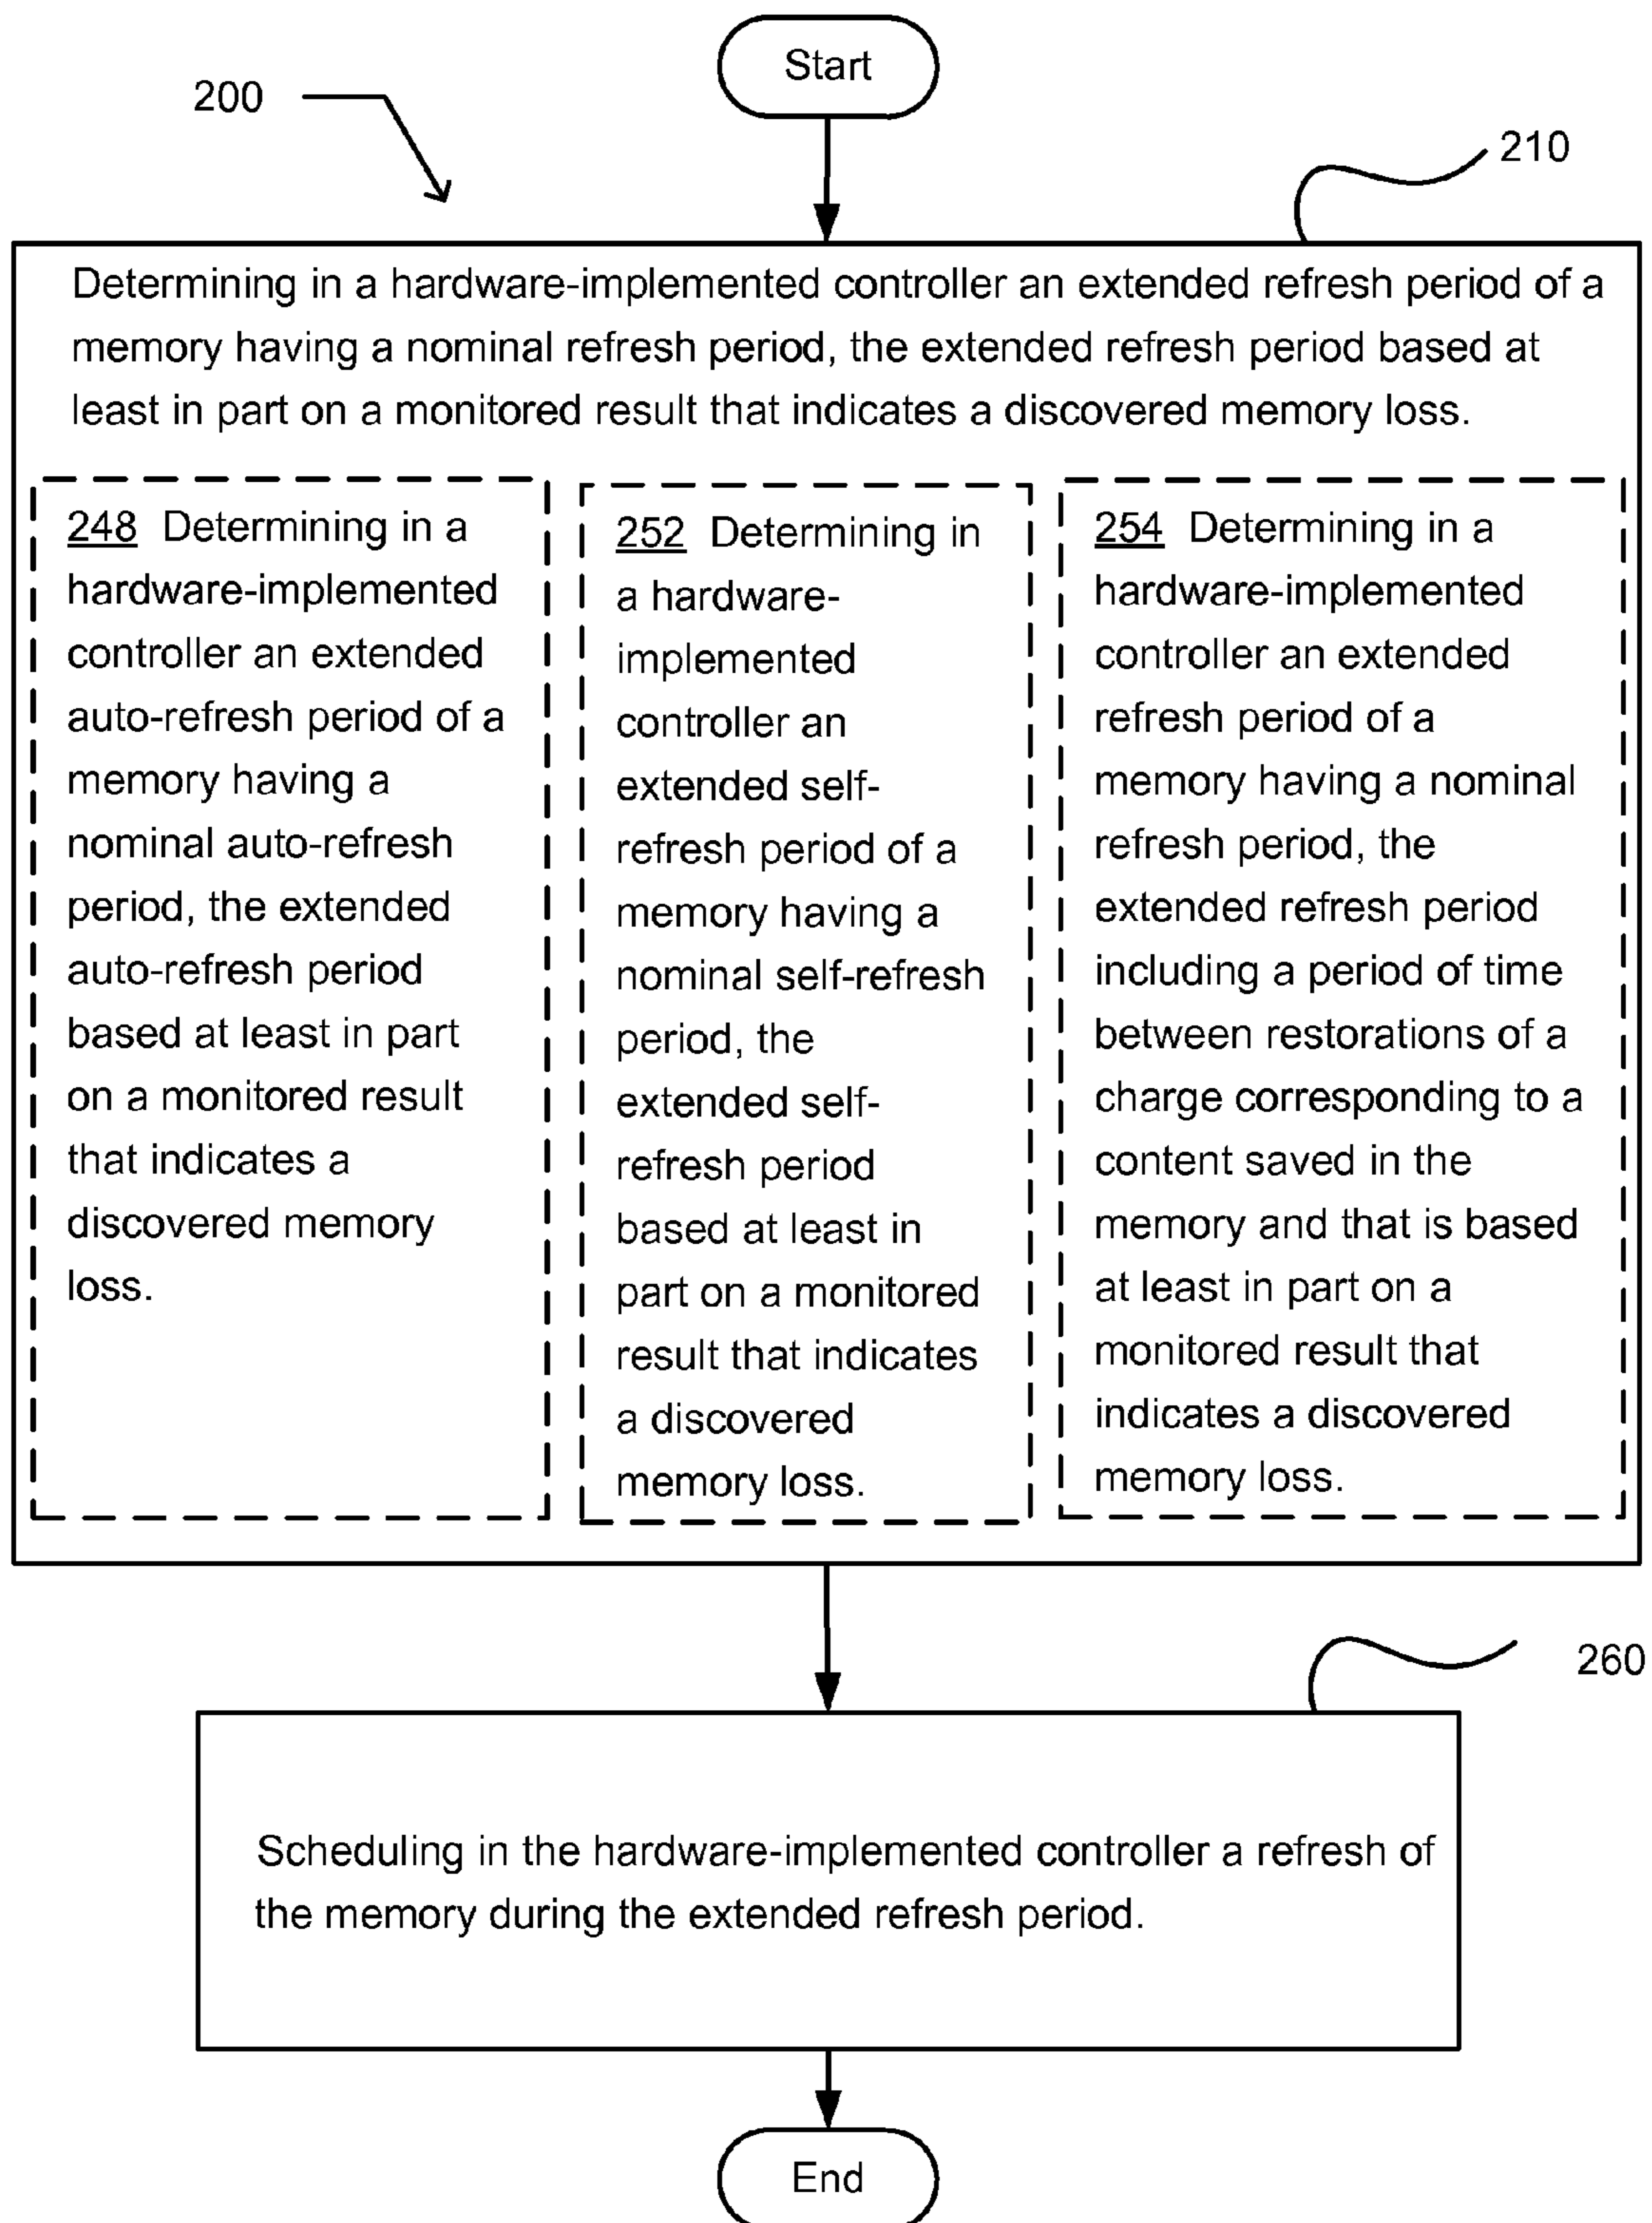 Start
200
210
Determining in a hardware-implemented controller an extended refresh period of a
memory having a nominal refresh period, the extended refresh period based at
least in part on a monitored result that indicates a discovered memory loss.
248 Determining in a
hardware-implemented
controller an extended
auto-refresh period of a
memory having a
nominal auto-refresh
period, the extended
auto-refresh period
based at least in part
on a monitored result
that indicates a
discovered memory
loss.
252 Determining in
a hardware-
implemented
controller an
extended self-
refresh period of a
memory having a
nominal self-refresh
period, the
extended self-
refresh period
based at least in
part on a monitored
result that indicates
a discovered
memory loss.
254 Determining in a
hardware-implemented
controller an extended
refresh period of a
memory having a nominal
refresh period, the
extended refresh period
including a period of time
between restorations of a
charge corresponding to a
content saved in the
memory and that is based
at least in part on a
monitored result that
indicates a discovered
memory loss.
260
Scheduling in the hardware-implemented controller a refresh of
the memory during the extended refresh period.
End